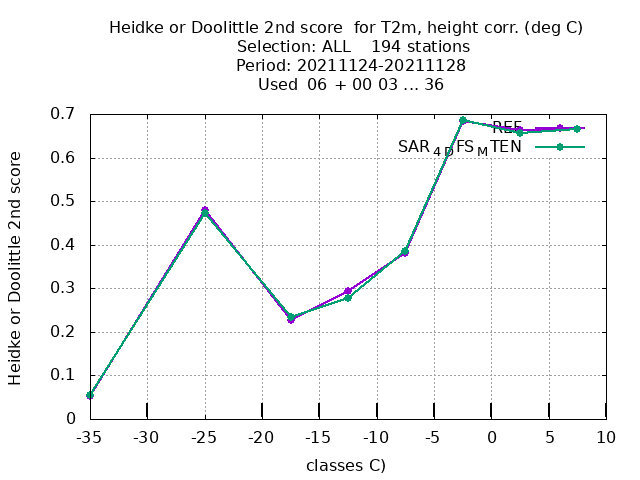 Heidke or Doolittle 2nd score  for T2m, height corr. (deg C)
Selection: ALL    194 stations
Period: 20211124-20211128
Used  06 + 00 03 ... 36
REF
SAR4DFSMTEN
Heidke or Doolittle 2nd score
0.7
0.6
0.5
0.4
0.3
0.2
0.1
0
-35 -30 -25 -20 -15 -10 -5 0 5 10
classes C)